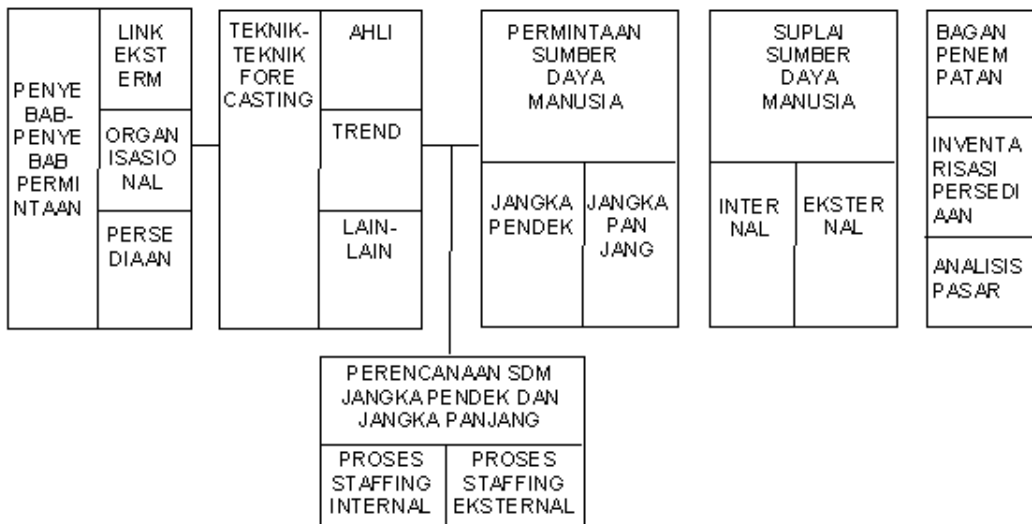 PENYE
BAB-
PENYE
BAB
PERMI
NTAAN
LINK
EKST
ERM
ORGAN
ISASIO
NAL
PERSE
DIAAN
TEKNIK-
TEKNIK
FORE
CASTING
AHLI
TREND
LAIN-
LAIN
PERMINTAAN
SUMBER
DAYA
MANUSIA
JANGKA
PENDEK
JANGKA
PAN
JANG
SUPLAI
SUMBER
DAYA
MANUSIA
INTER
NAL
EKSTER
NAL
BAGAN
PENEM
PATAN
INVENTA
RISASI
PERSEDI
AAN
ANALISIS
PASAR
PERENCANAAN SDM
JANGKA PENDEK DAN
JANGKA PANJANG
PROSES
STAFFING
INTERNAL
PROSES
STAFFING
EKSTERNAL